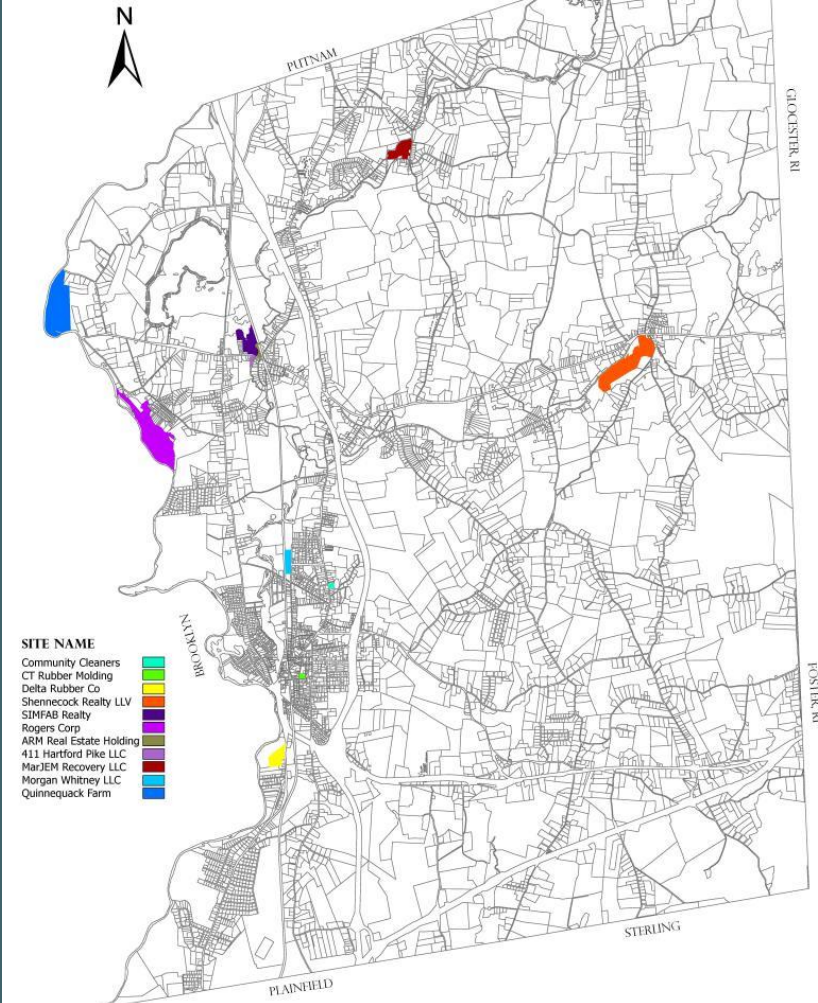 N
PUTNAM
GLOCESTER, RI
BROOKLYN
SITE NAME
Community Cleaners
CT Rubber Molding
Delta Rubber Co
Shennecock Realty LLV
SIMFAB Realty
Rogers Corp
ARM Real Estate Holding
411 Hartford Pike LLC
MarJEM Recovery LLC
Morgan Whitney LLC
Quinnequack Farm
FOSTER, RI
STERLING
PLAINFIELD